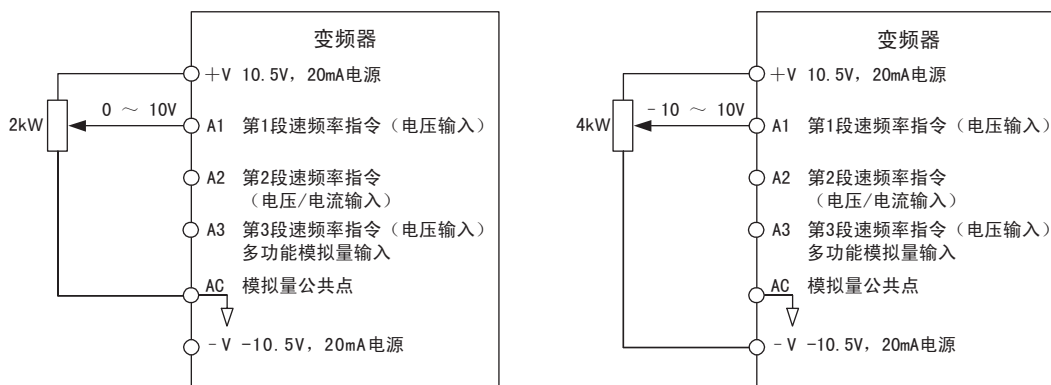 变频器
+V 10.5V，20mA电源
0 ～ 10V
2kW
A1 第1段速频率指令（电压输入）
A2 第2段速频率指令
（电压/电流输入）
A3 第3段速频率指令（电压输入）
多功能模拟量输入
AC 模拟量公共点
-V -10.5V，20mA电源
变频器
+V 10.5V，20mA电源
-10 ～ 10V
4kW
A1 第1段速频率指令（电压输入）
A2 第2段速频率指令
（电压/电流输入）
A3 第3段速频率指令（电压输入）
多功能模拟量输入
AC 模拟量公共点
-V -10.5V，20mA电源